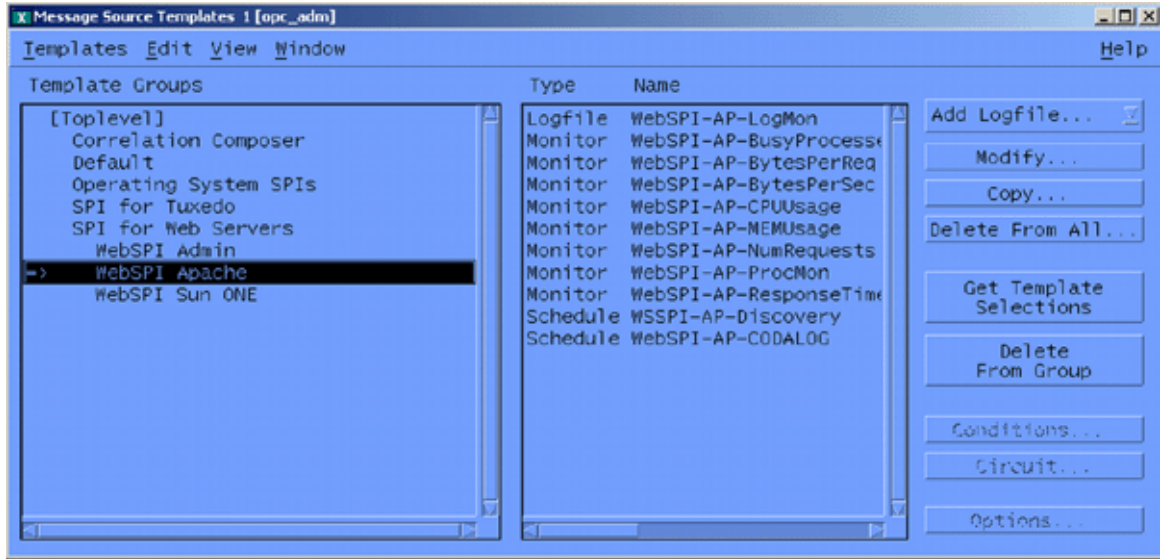 Message Source Templates 1 [opc_adm]
Templates Edit View Window Help
Template Groups
[Toplevel]
Correlation Composer
Default
Operating System SPIs
SPI for Tuxedo
SPI for Web Servers
WebSPI Admin
=> WebSPI Apache
WebSPI Sun ONE
Type Name
Logfile WebSPI-AP-LogMon
Monitor WebSPI-AP-BusyProcesse
Monitor WebSPI-AP-BytesPerReq
Monitor WebSPI-AP-BytesPerSec
Monitor WebSPI-AP-CPUUsage
Monitor WebSPI-AP-MEMUsage
Monitor WebSPI-AP-NumRequests
Monitor WebSPI-AP-ProcMon
Monitor WebSPI-AP-ResponseTime
Schedule WSSPI-AP-Discovery
Schedule WebSPI-AP-CODALOG
Add Logfile...
Modify...
Copy...
Delete From All...
Get Template
Selections
Delete
From Group
Conditions...
Circuit...
Options...